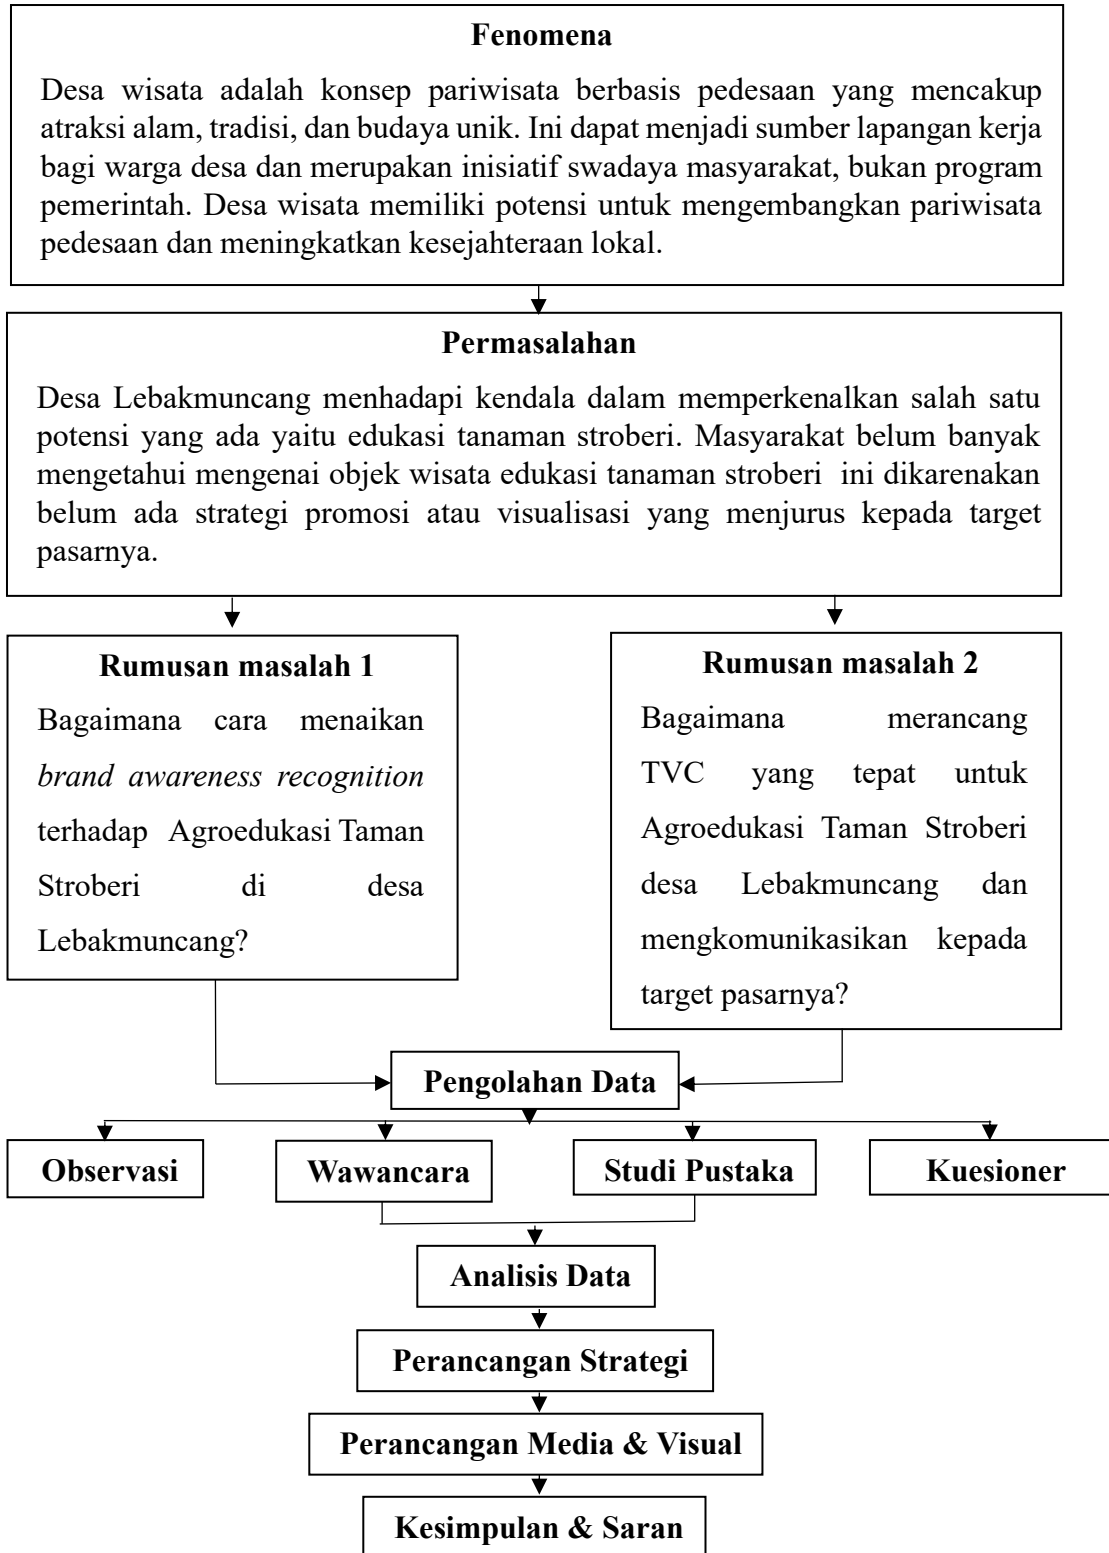 Fenomena
Desa wisata adalah konsep pariwisata berbasis pedesaan yang mencakup
atraksi alam, tradisi, dan budaya unik. Ini dapat menjadi sumber lapangan kerja
bagi warga desa dan merupakan inisiatif swadaya masyarakat, bukan program
pemerintah. Desa wisata memiliki potensi untuk mengembangkan pariwisata
pedesaan dan meningkatkan kesejahteraan lokal.
Permasalahan
Desa Lebakmuncang menhadapi kendala dalam memperkenalkan salah satu
potensi yang ada yaitu edukasi tanaman stroberi. Masyarakat belum banyak
mengetahui mengenai objek wisata edukasi tanaman stroberi ini dikarenakan
belum ada strategi promosi atau visualisasi yang menjurus kepada target
pasarnya.
Rumusan masalah 1
Bagaimana cara menaikan
brand awareness recognition
terhadap Agroedukasi Taman
Stroberi di desa
Lebakmuncang?
Rumusan masalah 2
Bagaimana merancang
TVC yang tepat untuk
Agroedukasi Taman Stroberi
desa Lebakmuncang dan
mengkomunikasikan kepada
target pasarnya?
Pengolahan Data
Observasi
Wawancara
Studi Pustaka
Kuesioner
Analisis Data
Perancangan Strategi
Perancangan Media & Visual
Kesimpulan & Saran